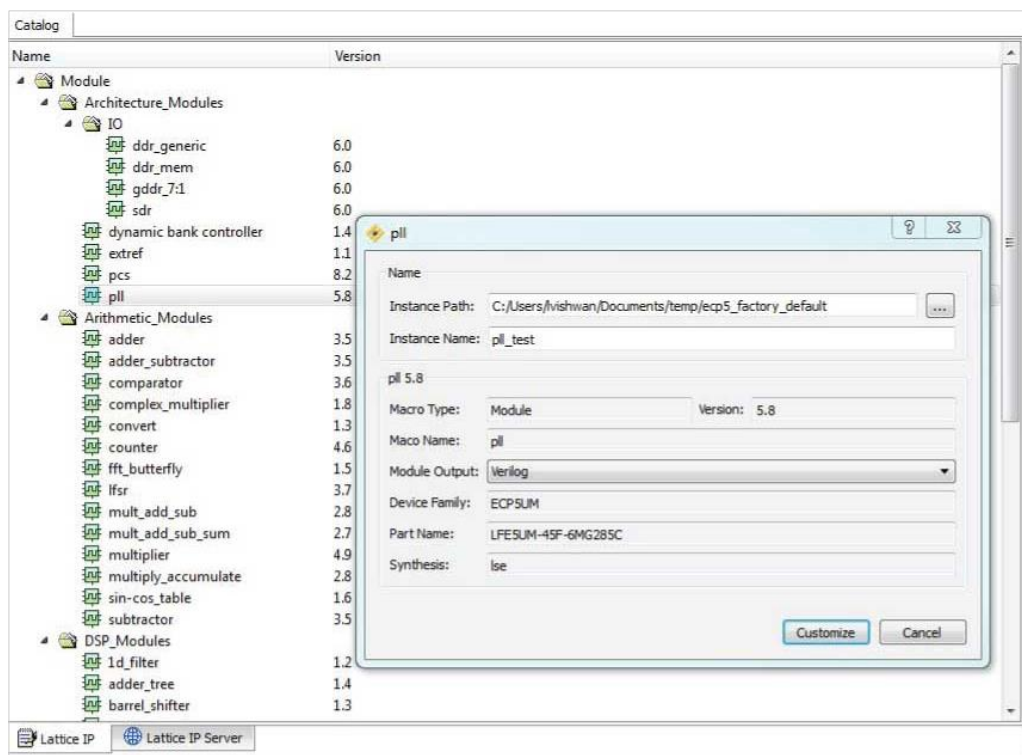 Catalog
Name Version
Module
Architecture_Modules
IO
ddr_generic 6.0
ddr_mem 6.0
gddr_7:1 6.0
sdr 6.0
dynamic bank controller 1.4
extref 1.1
pcs 8.2
pll 5.8
Arithmetic_Modules
adder 3.5
adder_subtractor 3.5
comparator 3.6
complex_multiplier 1.8
convert 1.3
counter 4.6
fft_butterfly 1.5
lfsr 3.7
mult_add_sub 2.8
mult_add_sub_sum 2.7
multiplier 4.9
multiply_accumulate 2.8
sin-cos_table 1.6
subtractor 3.5
DSP_Modules
1d_filter 1.2
adder_tree 1.4
barrel_shifter 1.3
Lattice IP Lattice IP Server
pll ?
Name
Instance Path: C:/Users/lvishwan/Documents/temp/ecp5_factory_default ...
Instance Name: pll_test
pll 5.8
Macro Type: Module Version: 5.8
Maco Name: pll
Module Output: Verilog
Device Family: ECP5UM
Part Name: LFE5UM-45F-6MG285C
Synthesis: lse
Customize Cancel